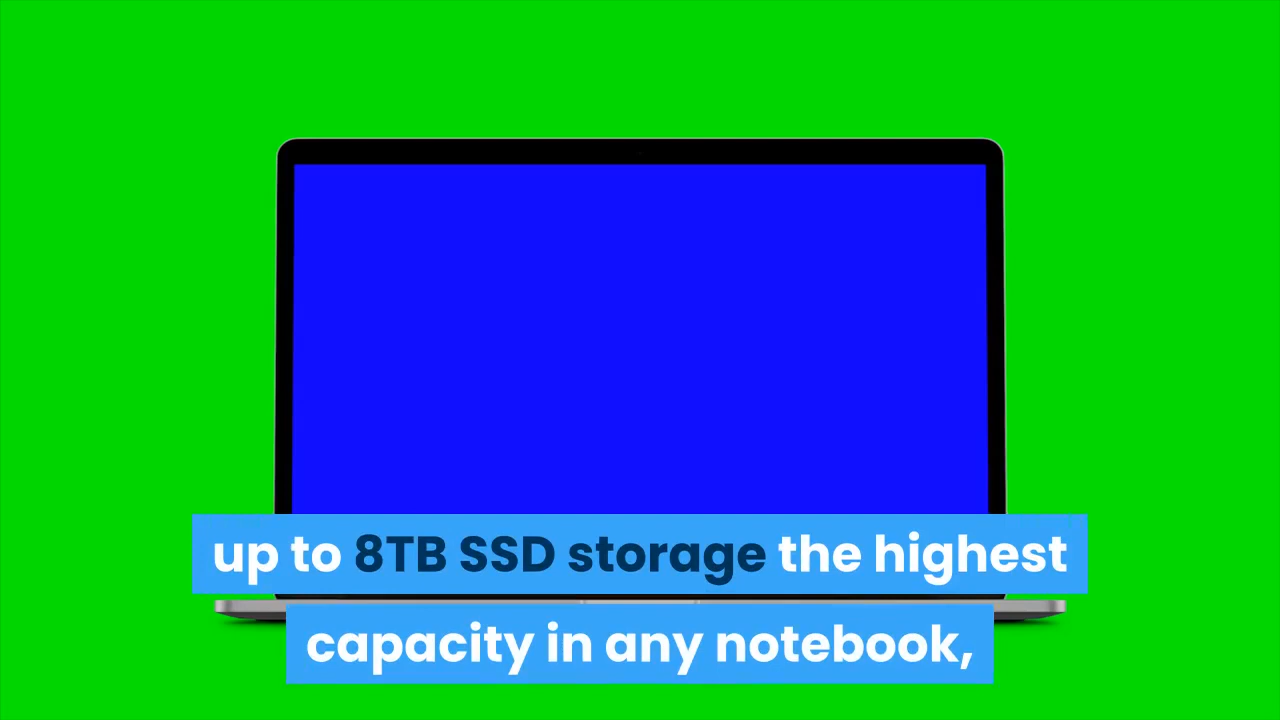 up to 8TB SSD storage the highest
capacity in any notebook,